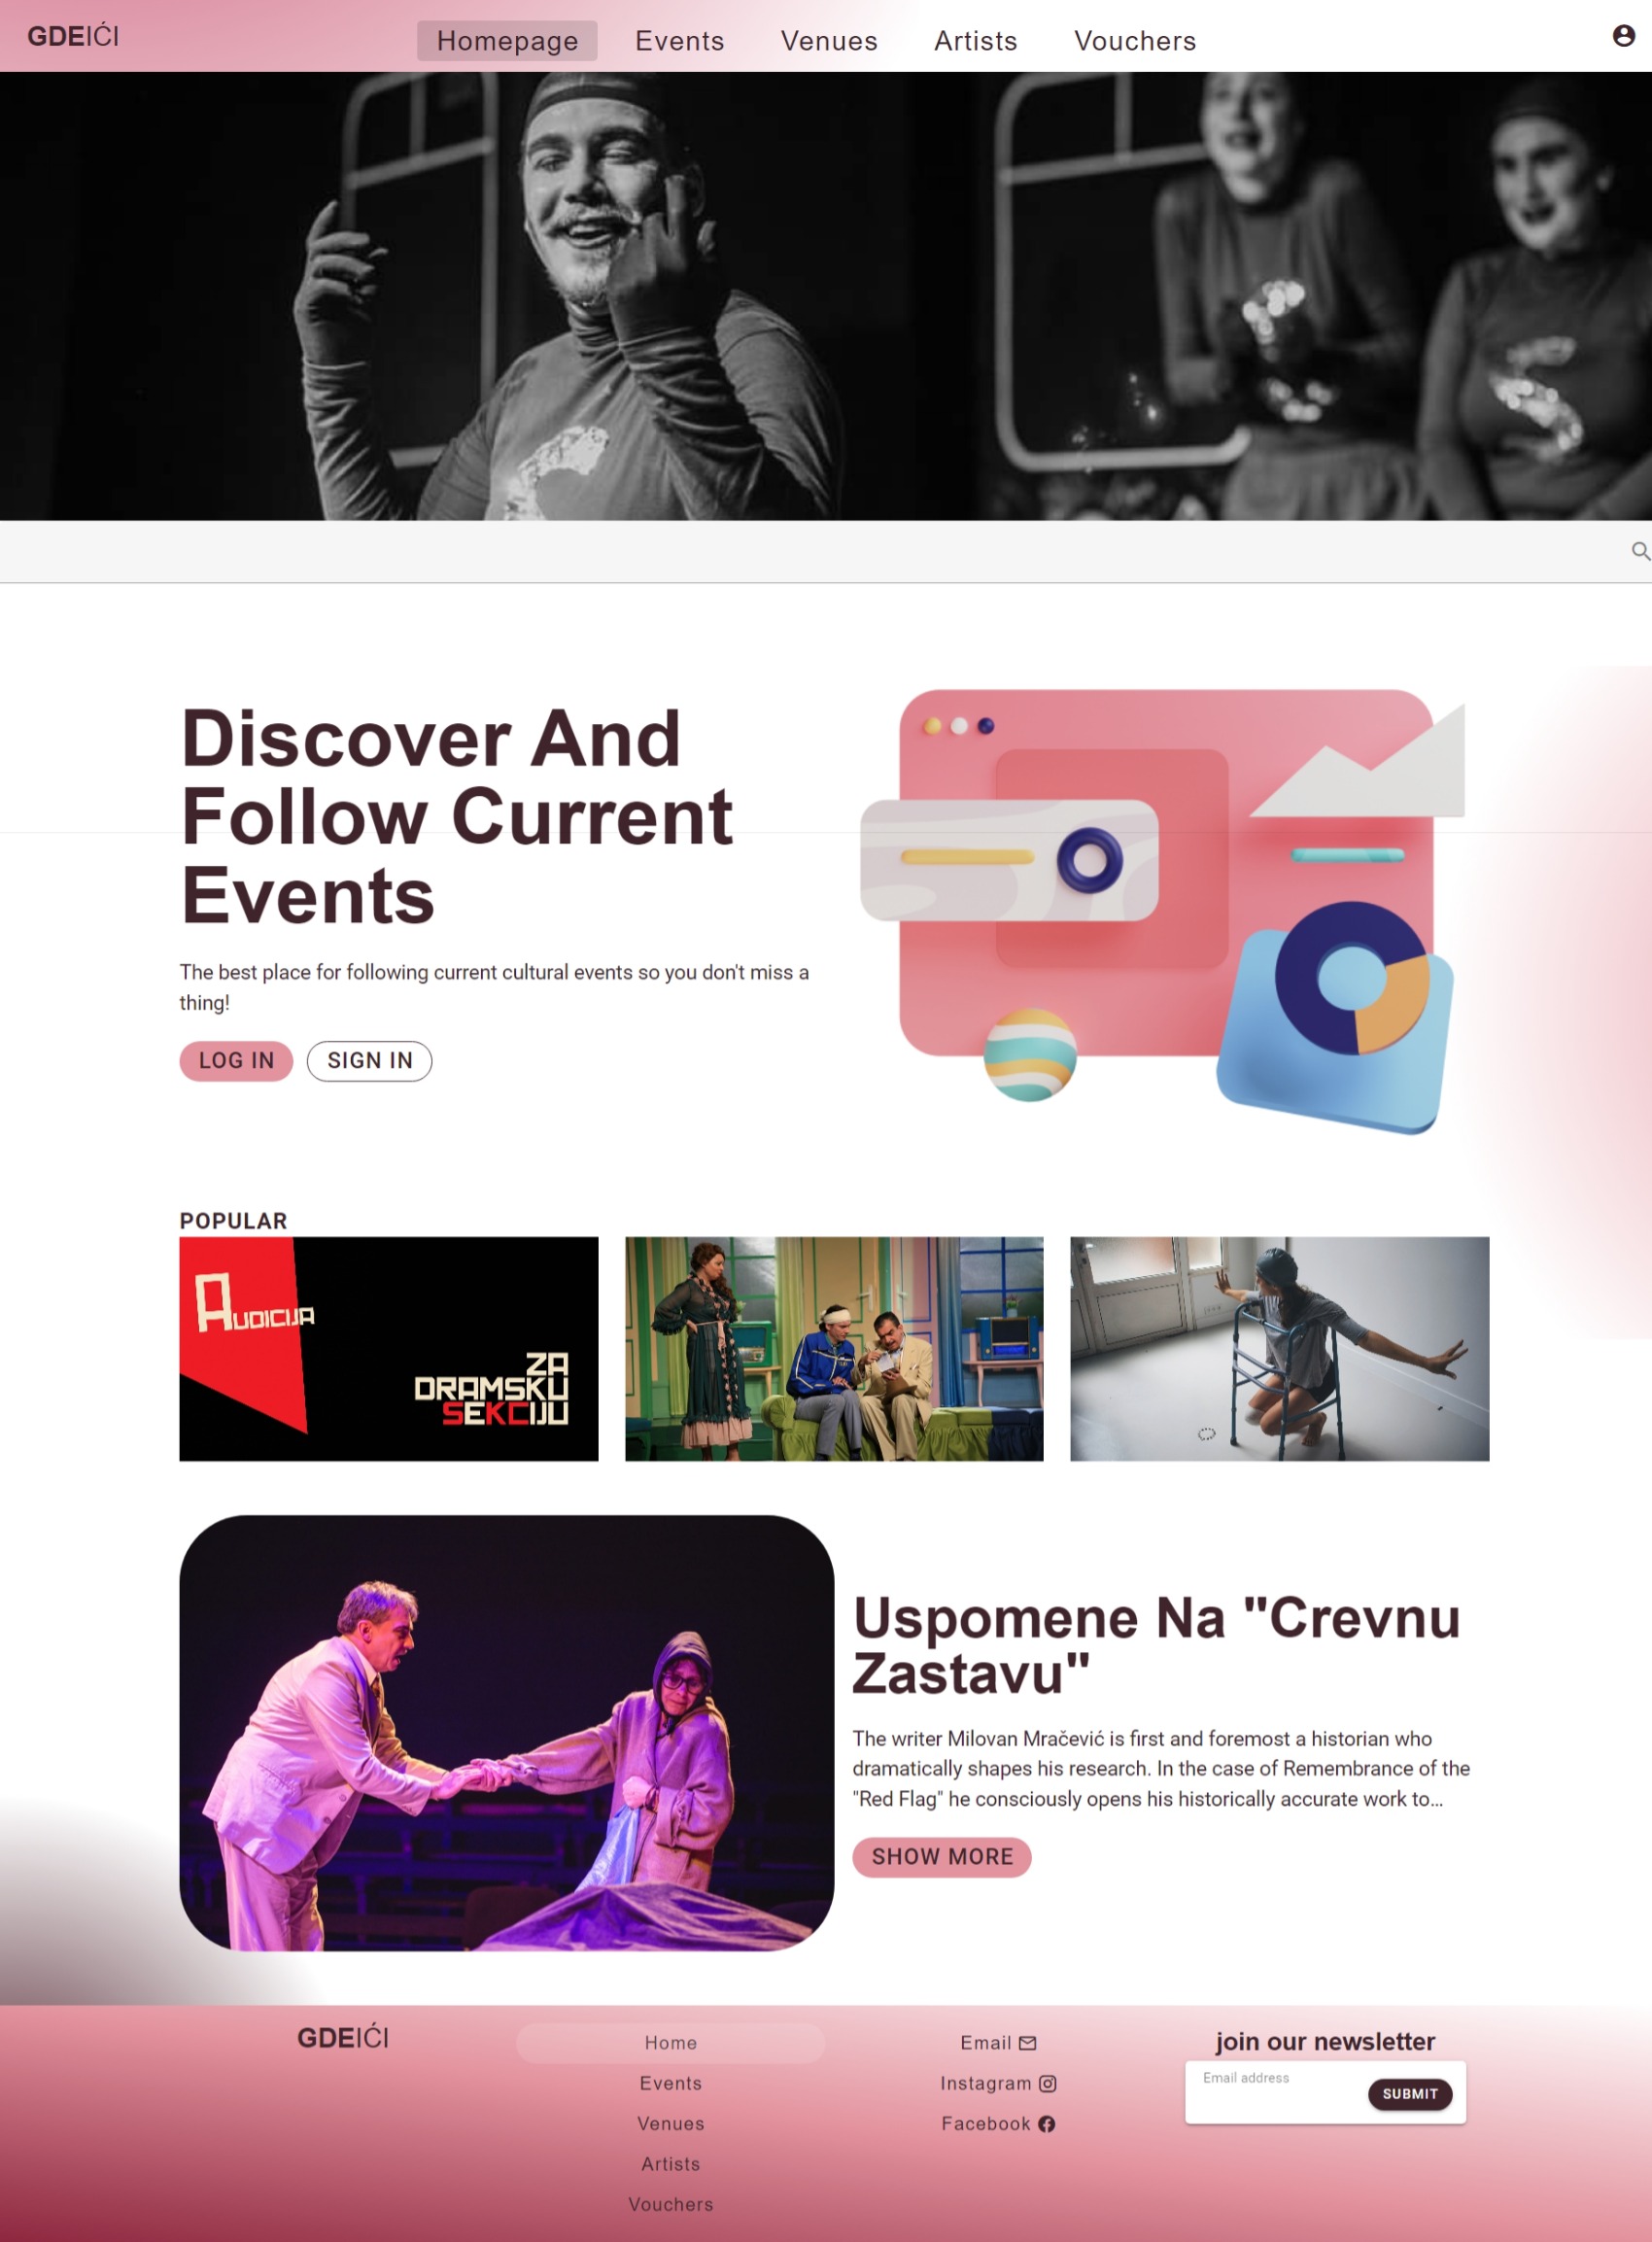 GDEIĆI
Homepage
Events
Venues
Artists
Vouchers
Discover And
Follow Current
Events
The best place for following current cultural events so you don't miss a
thing!
LOG IN
SIGN IN
POPULAR
AUDICIJA
ZA
DRAMSKU
SEKCIJU
Uspomene Na "Crevnu
Zastavu"
The writer Milovan Mračević is first and foremost a historian who
dramatically shapes his research. In the case of Remembrance of the
"Red Flag" he consciously opens his historically accurate work to...
SHOW MORE
GDEIĆI
Home
Events
Venues
Artists
Vouchers
Email
Instagram
Facebook
join our newsletter
Email address
SUBMIT